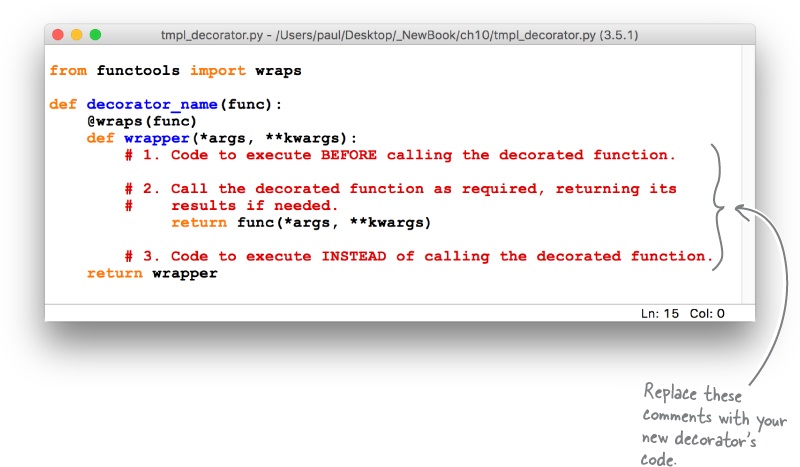 tmpl_decorator.py - /Users/paul/Desktop/_NewBook/ch10/tmpl_decorator.py (3.5.1)
from functools import wraps
def decorator_name(func):
    @wraps(func)
    def wrapper(*args, **kwargs):
        # 1. Code to execute BEFORE calling the decorated function.
        # 2. Call the decorated function as required, returning its
        #    results if needed.
             return func(*args, **kwargs)
        # 3. Code to execute INSTEAD of calling the decorated function.
    return wrapper
Ln: 15 Col: 0
Replace these
comments with your
new decorator's
code.